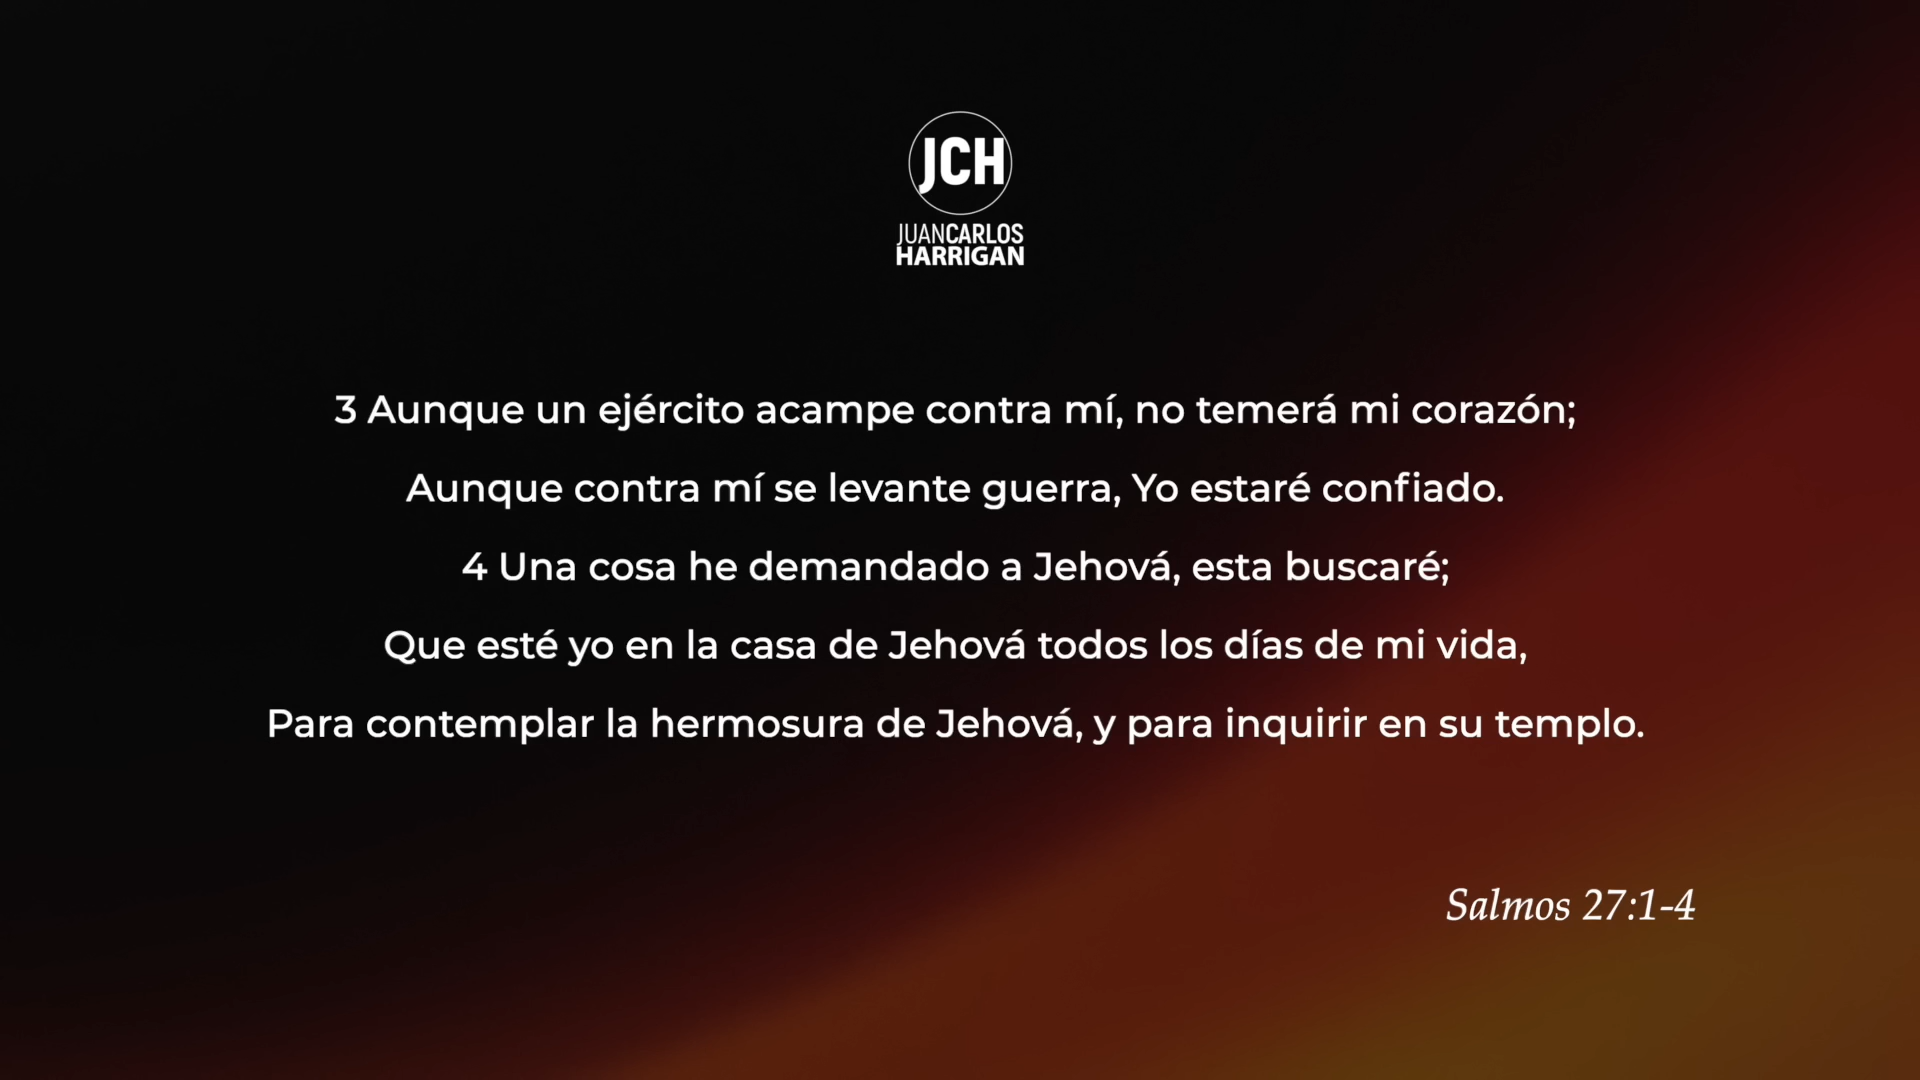 JCH
JUANCARLOS
HARRIGAN
3 Aunque un ejército acampe contra mí, no temerá mi corazón;
Aunque contra mí se levante guerra, Yo estaré confiado.
4 Una cosa he demandado a Jehová, esta buscaré;
Que esté yo en la casa de Jehová todos los días de mi vida,
Para contemplar la hermosura de Jehová, y para inquirir en su templo.
Salmos 27:1-4